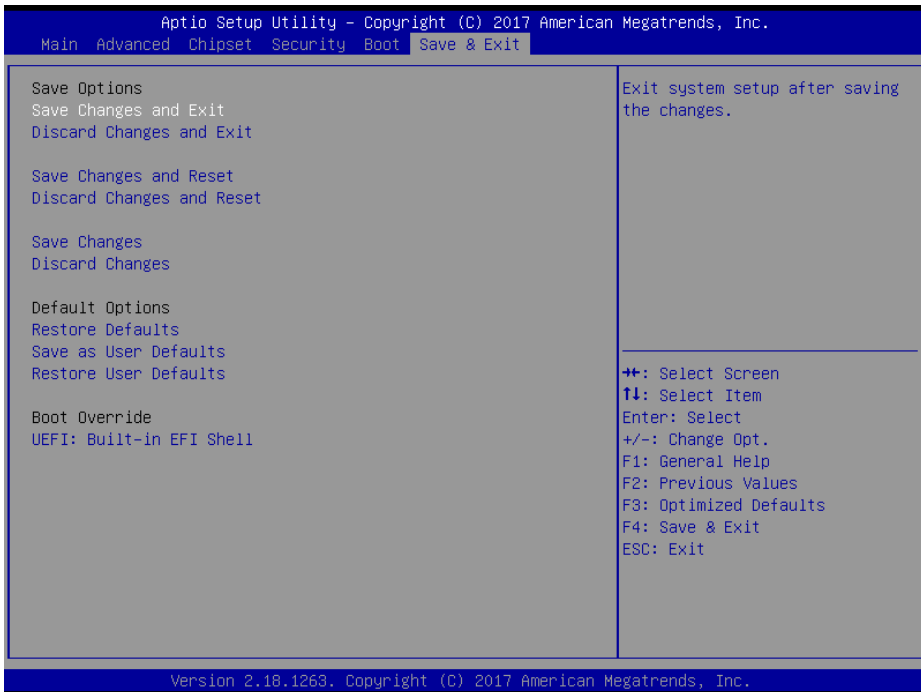 Aptio Setup Utility – Copyright (C) 2017 American Megatrends, Inc.
Main Advanced Chipset Security Boot Save & Exit
Save Options
Save Changes and Exit
Discard Changes and Exit
Save Changes and Reset
Discard Changes and Reset
Save Changes
Discard Changes
Default Options
Restore Defaults
Save as User Defaults
Restore User Defaults
Boot Override
UEFI: Built-in EFI Shell
Exit system setup after saving
the changes.
→←: Select Screen
↑↓: Select Item
Enter: Select
+/-: Change Opt.
F1: General Help
F2: Previous Values
F3: Optimized Defaults
F4: Save & Exit
ESC: Exit
Version 2.18.1263. Copyright (C) 2017 American Megatrends, Inc.